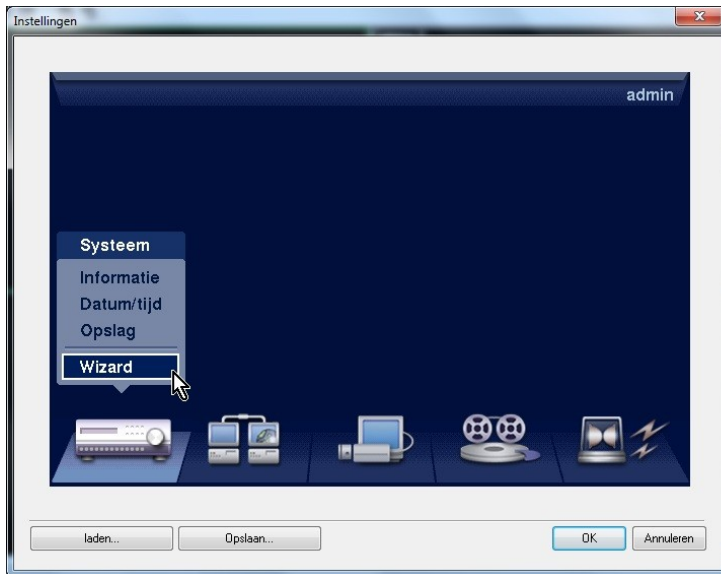 Instellingen
admin
Systeem
Informatie
Datum/tijd
Opslag
Wizard
laden...
Opslaan...
OK
Annuleren